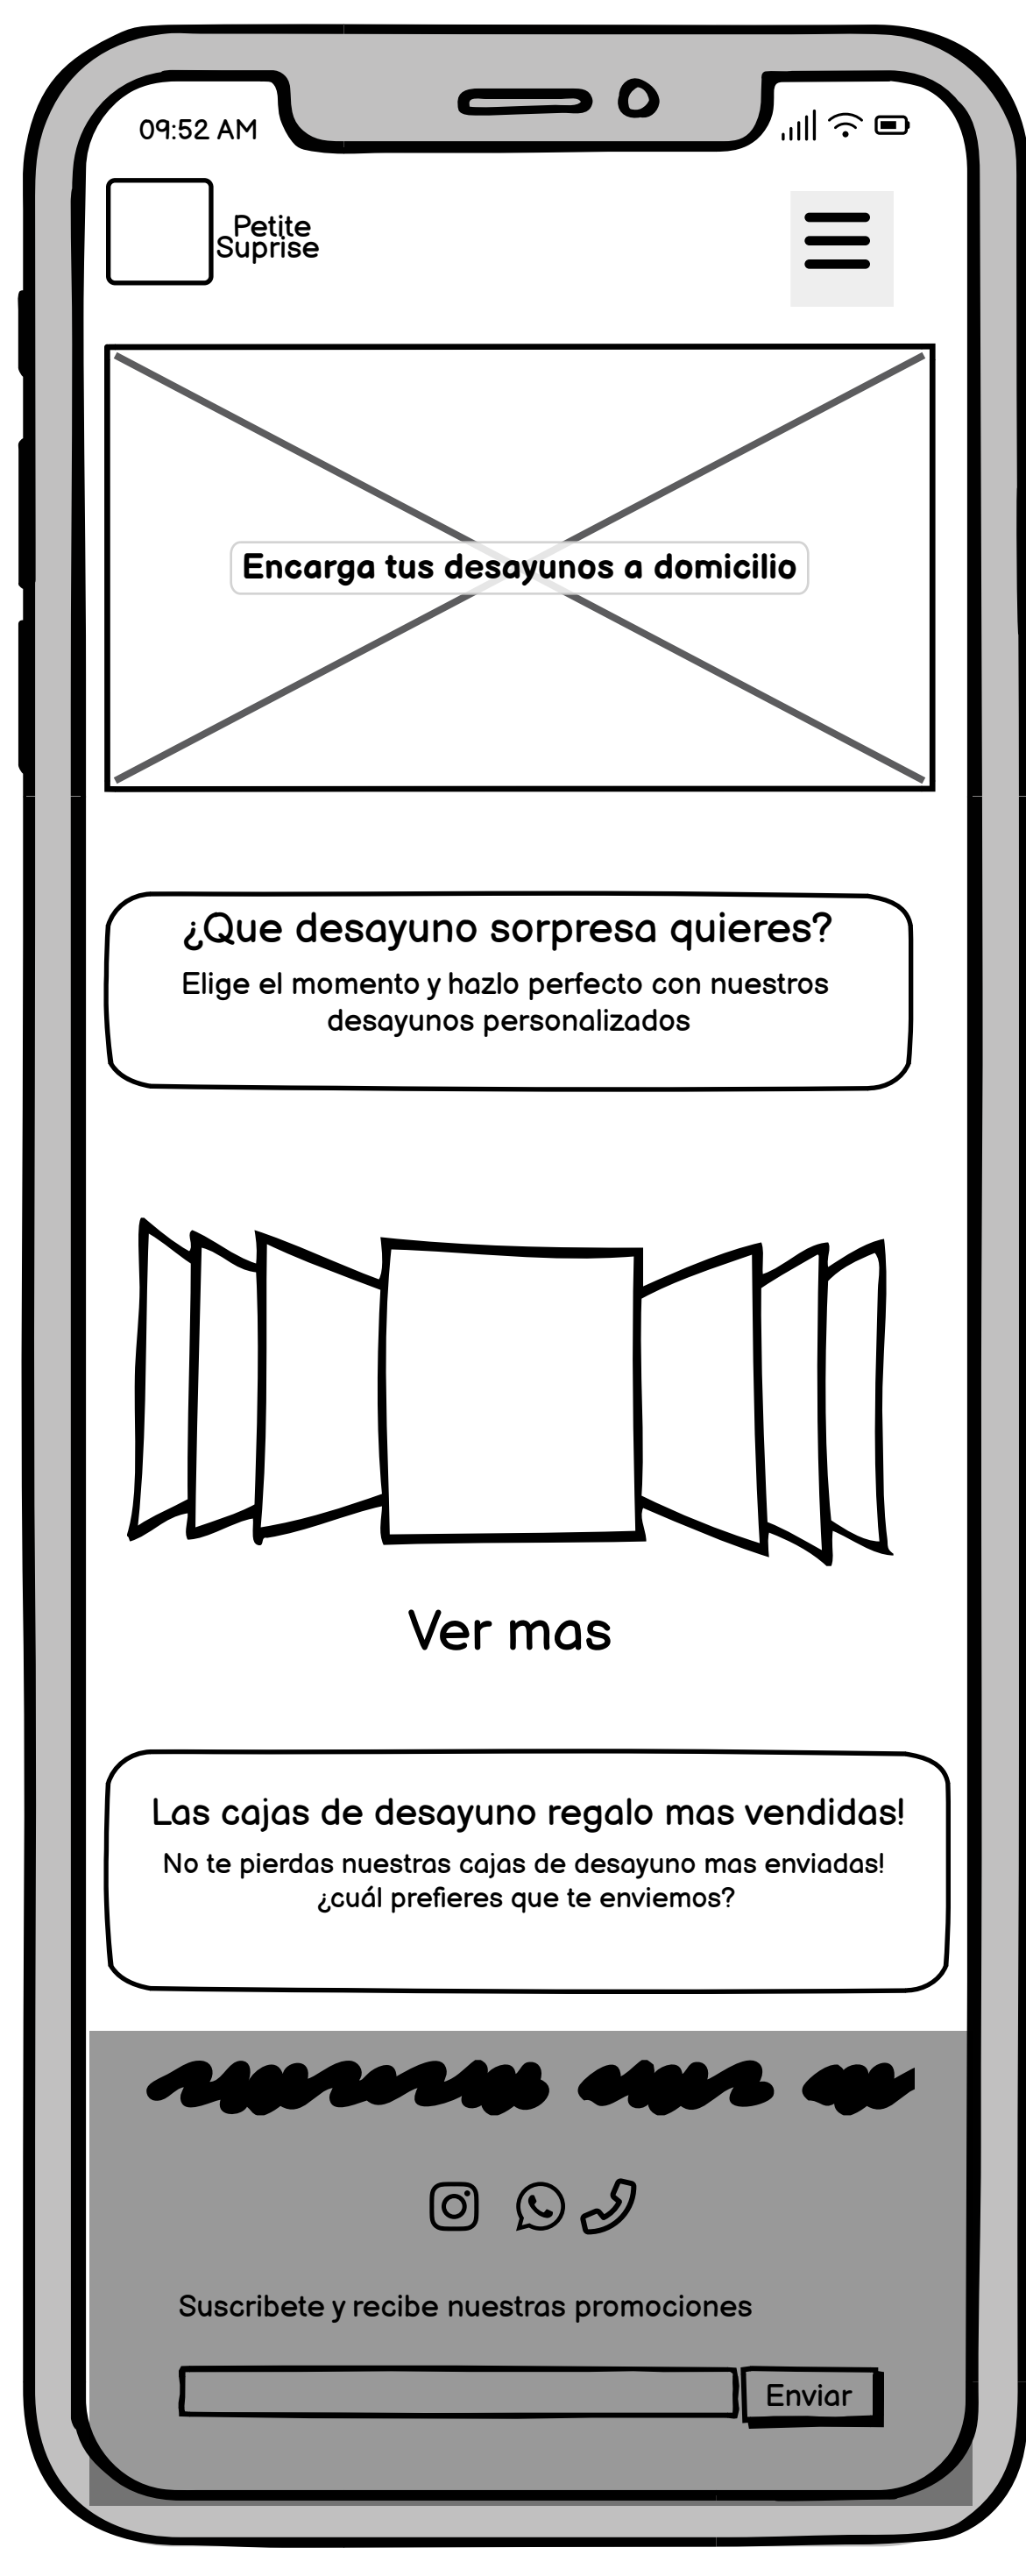 09:52 AM
Petite
Suprise
Encarga tus desayunos a domicilio
¿Que desayuno sorpresa quieres?
Elige el momento y hazlo perfecto con nuestros
desayunos personalizados
Ver mas
Las cajas de desayuno regalo mas vendidas!
No te pierdas nuestras cajas de desayuno mas enviadas!
¿cuál prefieres que te enviemos?
Suscribete y recibe nuestras promociones
Enviar